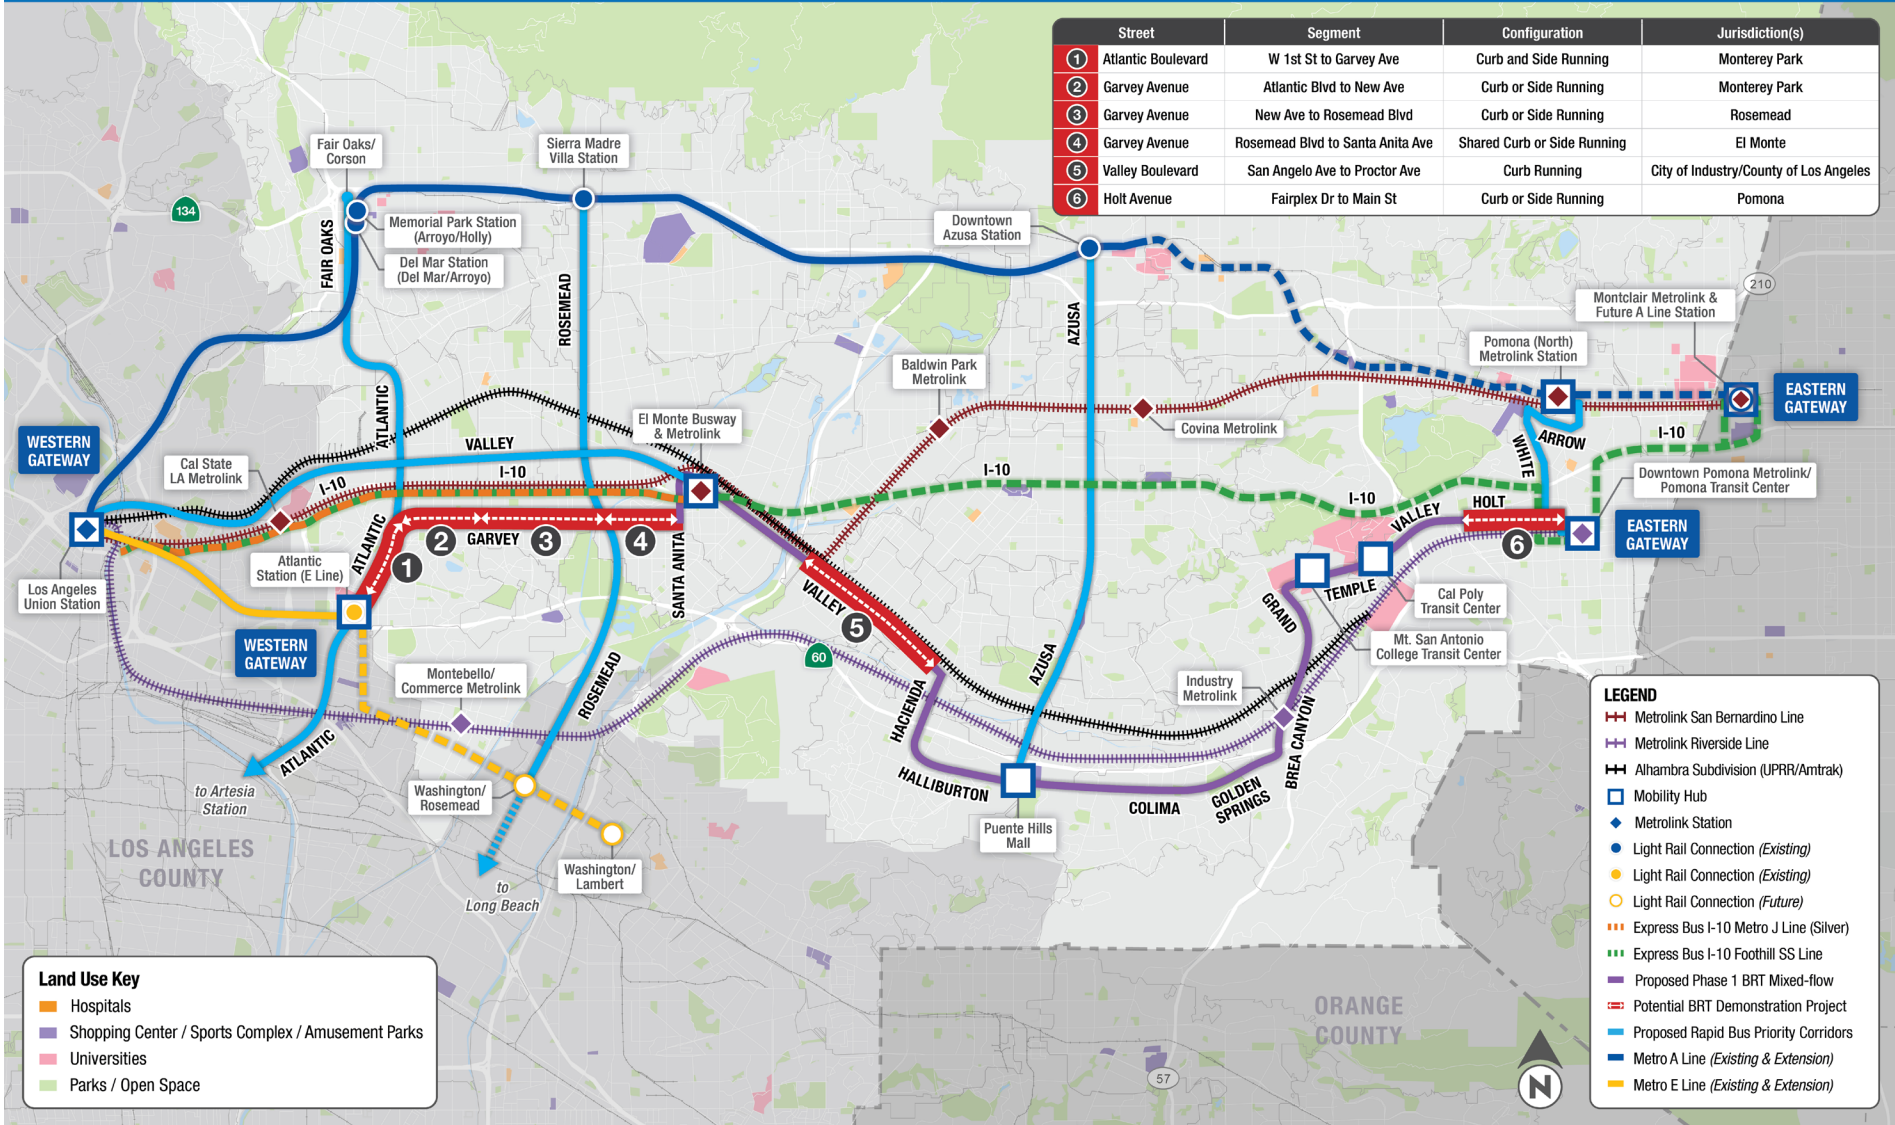 Street Segment Configuration Jurisdiction(s)
1 Atlantic Boulevard W 1st St to Garvey Ave Curb and Side Running Monterey Park
2 Garvey Avenue Atlantic Blvd to New Ave Curb or Side Running Monterey Park
3 Garvey Avenue New Ave to Rosemead Blvd Curb or Side Running Rosemead
4 Garvey Avenue Rosemead Blvd to Santa Anita Ave Shared Curb or Side Running El Monte
5 Valley Boulevard San Angelo Ave to Proctor Ave Curb Running City of Industry/County of Los Angeles
6 Holt Avenue Fairplex Dr to Main St Curb or Side Running Pomona
Fair Oaks/
Corson
Sierra Madre
Villa Station
134
FAIR OAKS
Memorial Park Station
(Arroyo/Holly)
Del Mar Station
(Del Mar/Arroyo)
ROSEMEAD
Downtown
Azusa Station
AZUSA
210
Montclair Metrolink &
Future A Line Station
Pomona (North)
Metrolink Station
Baldwin Park
Metrolink
EASTERN
GATEWAY
ATLANTIC
El Monte Busway
& Metrolink
Covina Metrolink
ARROW
I-10
WHITE
WESTERN
GATEWAY
VALLEY
Cal State
LA Metrolink
I-10
I-10
I-10
I-10
Downtown Pomona Metrolink/
Pomona Transit Center
HOLT
VALLEY
EASTERN
GATEWAY
6
ATLANTIC
2
GARVEY
3
4
1
Atlantic
Station (E Line)
SANTA ANITA
Los Angeles
Union Station
VALLEY
5
TEMPLE
GRAND
Cal Poly
Transit Center
Mt. San Antonio
College Transit Center
WESTERN
GATEWAY
60
AZUSA
Montebello/
Commerce Metrolink
ROSEMEAD
Industry
Metrolink
HACIENDA
BREA CANYON
ATLANTIC
HALLIBURTON
COLIMA
GOLDEN
SPRINGS
to Artesia
Station
Washington/
Rosemead
Puente Hills
Mall
LOS ANGELES
COUNTY
Washington/
Lambert
to
Long Beach
ORANGE
COUNTY
57
N
LEGEND
Metrolink San Bernardino Line
Metrolink Riverside Line
Alhambra Subdivision (UPRR/Amtrak)
Mobility Hub
Metrolink Station
Light Rail Connection (Existing)
Light Rail Connection (Existing)
Light Rail Connection (Future)
Express Bus I-10 Metro J Line (Silver)
Express Bus I-10 Foothill SS Line
Proposed Phase 1 BRT Mixed-flow
Potential BRT Demonstration Project
Proposed Rapid Bus Priority Corridors
Metro A Line (Existing & Extension)
Metro E Line (Existing & Extension)
Land Use Key
Hospitals
Shopping Center / Sports Complex / Amusement Parks
Universities
Parks / Open Space